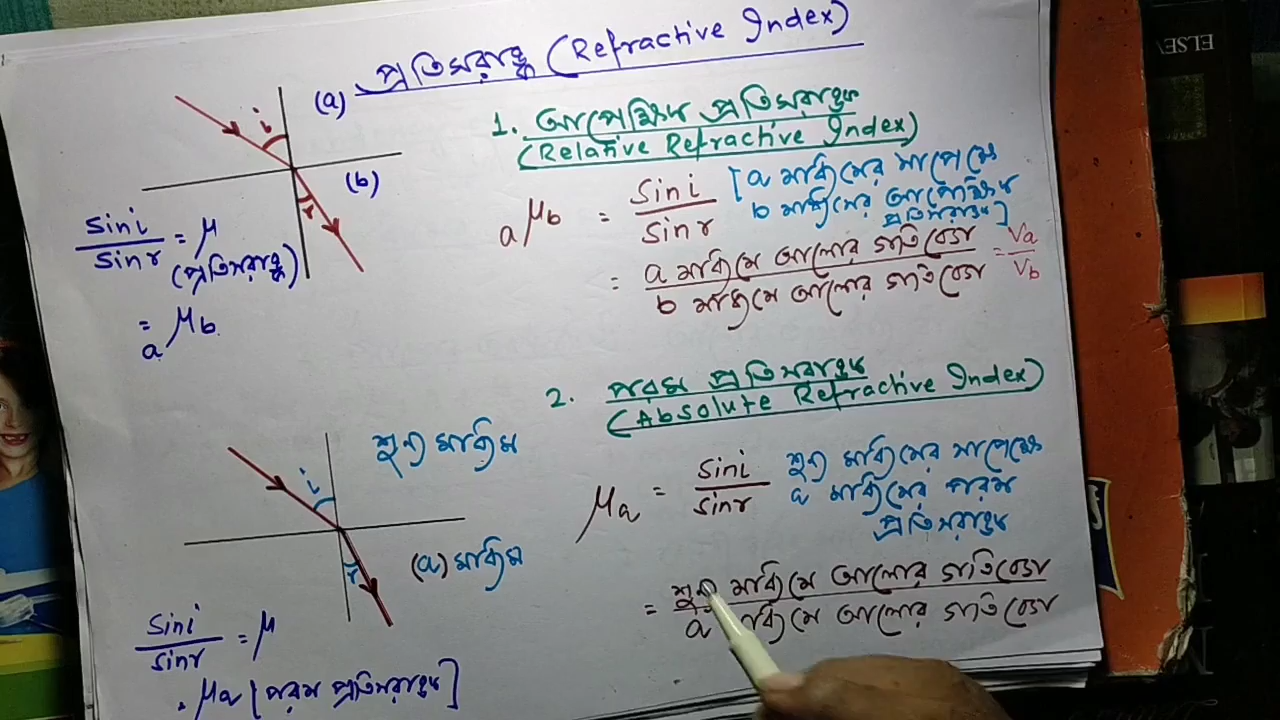 প্রতিসরাঙ্ক (Refractive Index)
(a)
i
(b)
r
sin i / sin r = μ
(প্রতিসরাঙ্ক)
= aμb
1. আপেক্ষিক প্রতিসরাঙ্ক
(Relative Refractive Index)
aμb = Sin i / Sin r [a মাধ্যমের সাপেক্ষে
b মাধ্যমের আপেক্ষিক
প্রতিসরাঙ্ক]
= a মাধ্যমে আলোর গতিবেগ / b মাধ্যমে আলোর গতিবেগ = Va / Vb
2. পরম প্রতিসরাঙ্ক
(Absolute Refractive Index)
শূন্য মাধ্যম
i
(a) মাধ্যম
r
sin i / sin r = μ
μa [পরম প্রতিসরাঙ্ক]
μa = sin i / sin r শূন্য মাধ্যমের সাপেক্ষে
a মাধ্যমের পরম
প্রতিসরাঙ্ক
= শূন্য মাধ্যমে আলোর গতিবেগ / a মাধ্যমে আলোর গতিবেগ